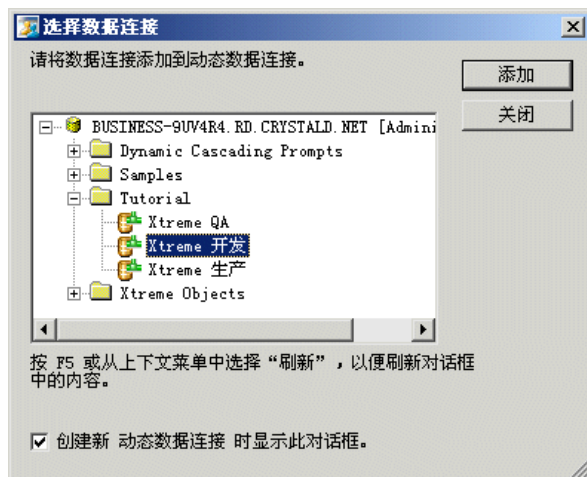 选择数据连接
请将数据连接添加到动态数据连接。
添加
关闭
BUSINESS-9UV4R4.RD.CRYSTALD.NET [Admini
Dynamic Cascading Prompts
Samples
Tutorial
Xtreme QA
Xtreme 开发
Xtreme 生产
Xtreme Objects
按 F5 或从上下文菜单中选择“刷新”，以便刷新对话框
中的内容。
创建新 动态数据连接 时显示此对话框。